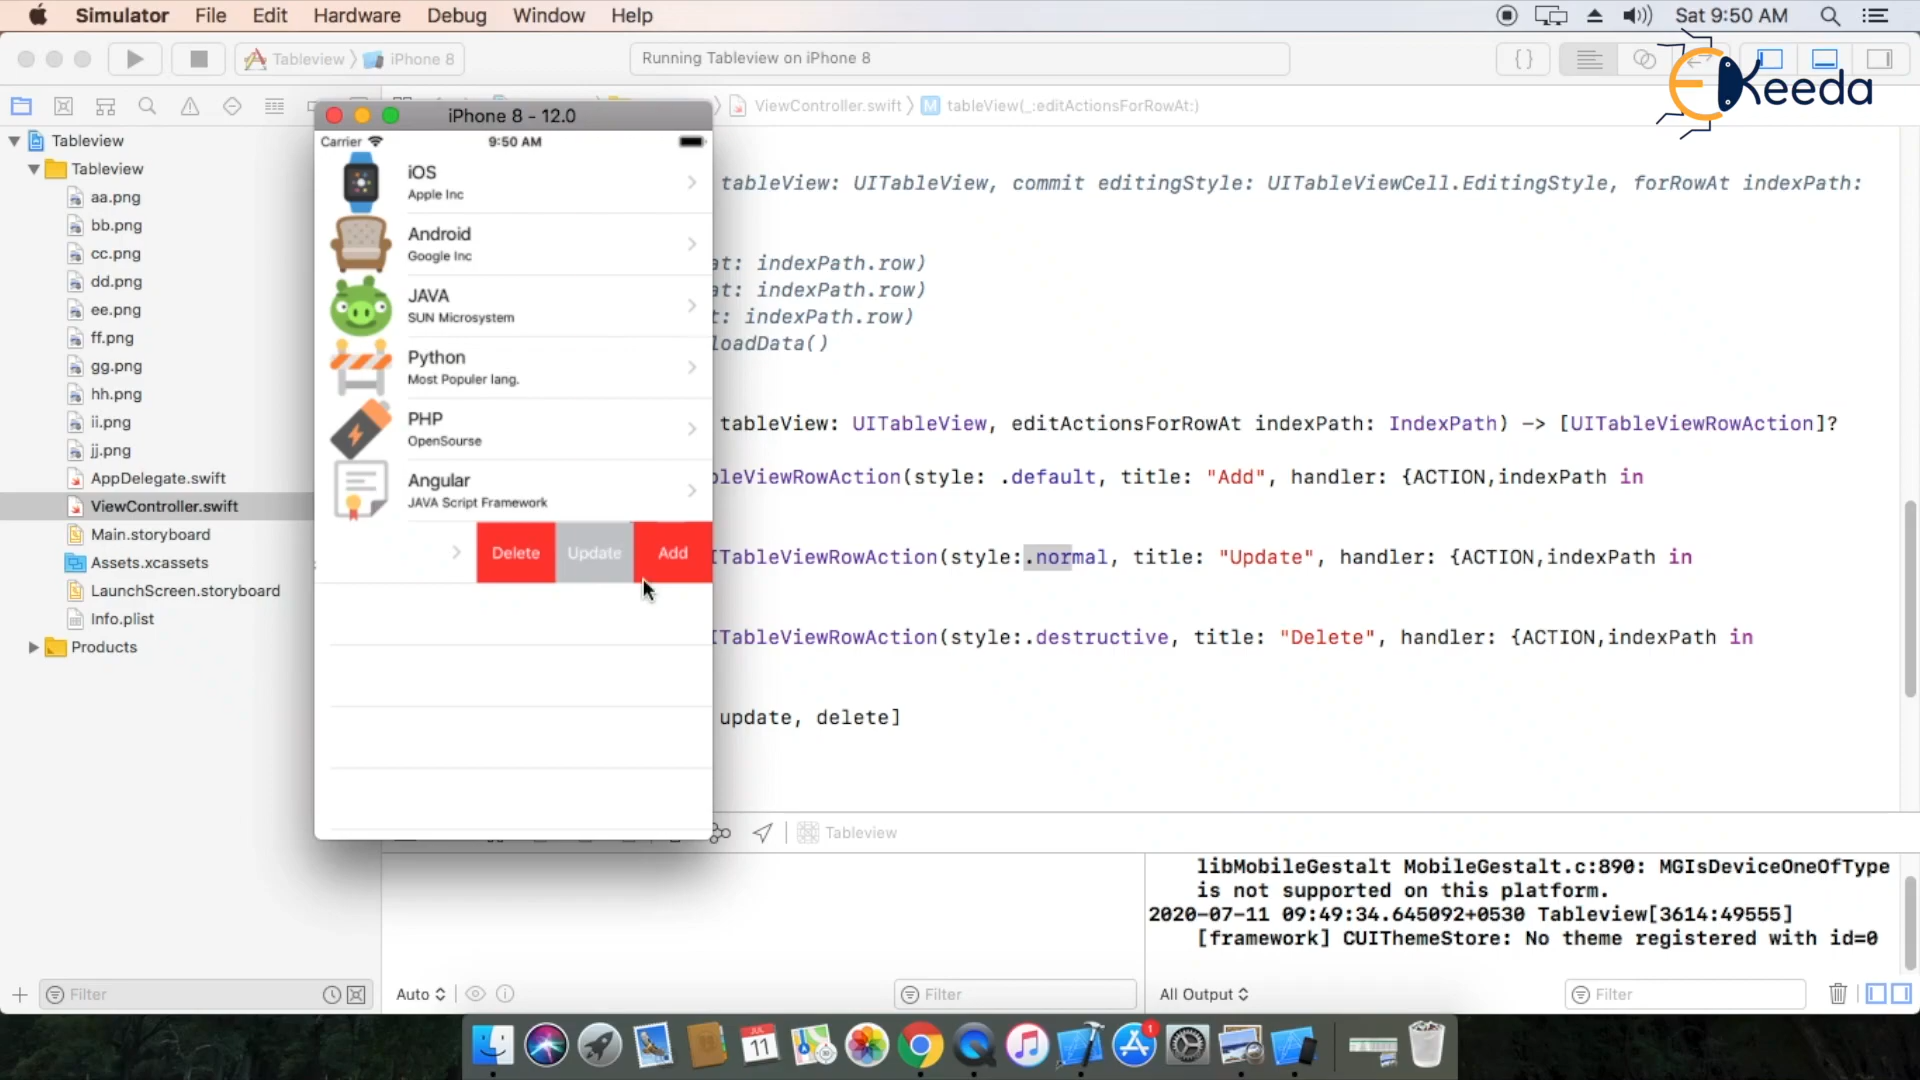 Simulator File Edit Hardware Debug Window Help
Sat 9:50 AM
Tableview iPhone 8
Running Tableview on iPhone 8
{ }
EKeeda
ViewController.swift
M tableView(_:editActionsForRowAt:)
Tableview
Tableview
aa.png
bb.png
cc.png
dd.png
ee.png
ff.png
gg.png
hh.png
ii.png
jj.png
AppDelegate.swift
ViewController.swift
Main.storyboard
Assets.xcassets
LaunchScreen.storyboard
Info.plist
Products
Filter
iPhone 8 - 12.0
Carrier
9:50 AM
iOS
Apple Inc
Android
Google Inc
JAVA
SUN Microsystem
Python
Most Populer lang.
PHP
OpenSourse
Angular
JAVA Script Framework
Delete
Update
Add
tableView: UITableView, commit editingStyle: UITableViewCell.EditingStyle, forRowAt indexPath:
at: indexPath.row)
at: indexPath.row)
t: indexPath.row)
loadData()
tableView: UITableView, editActionsForRowAt indexPath: IndexPath) -> [UITableViewRowAction]?
bleViewRowAction(style: .default, title: "Add", handler: {ACTION,indexPath in
ITableViewRowAction(style:.normal, title: "Update", handler: {ACTION,indexPath in
ITableViewRowAction(style:.destructive, title: "Delete", handler: {ACTION,indexPath in
update, delete]
Tableview
libMobileGestalt MobileGestalt.c:890: MGIsDeviceOneOfType
is not supported on this platform.
2020-07-11 09:49:34.645092+0530 Tableview[3614:49555]
[framework] CUIThemeStore: No theme registered with id=0
Auto
Filter
All Output
Filter
JUL
11
1